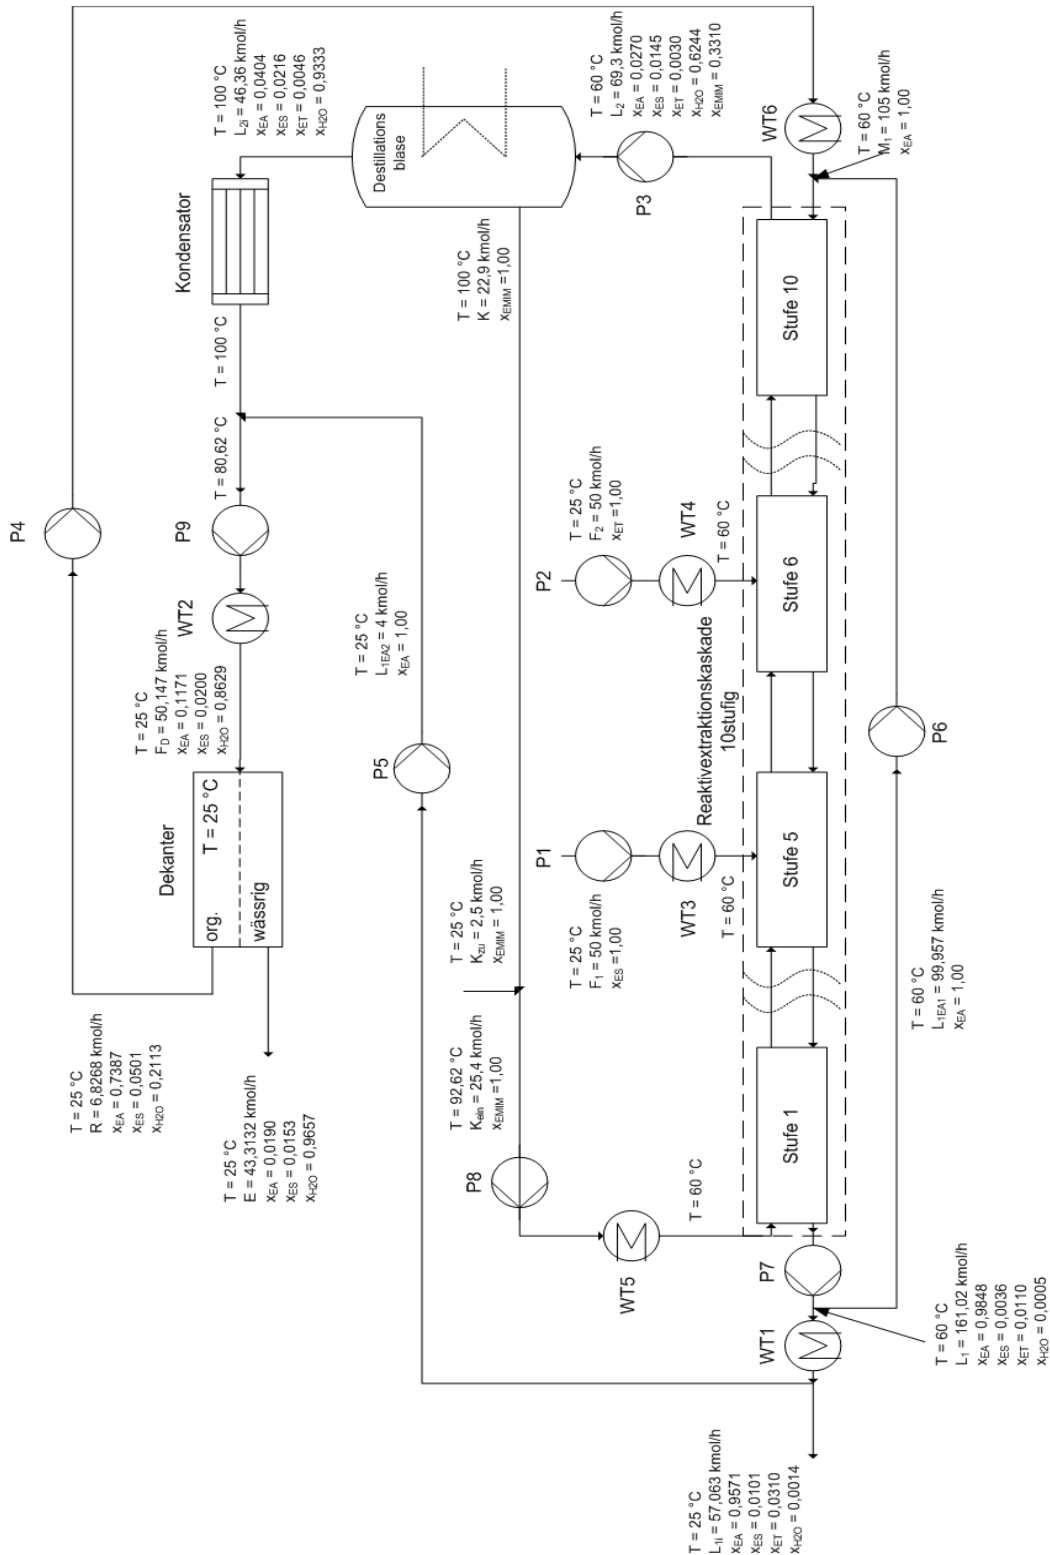 P4
T = 100 °C
L2i = 46,36 kmol/h
xEA = 0,0404
xES = 0,0216
xET = 0,0046
xH2O = 0,9333
Kondensator
T = 100 °C
T = 80,62 °C
P9
WT2
T = 25 °C
FD = 50,147 kmol/h
xEA = 0,1171
xES = 0,0200
xH2O = 0,8629
Dekanter
T = 25 °C
org.
wässrig
T = 25 °C
R = 6,8268 kmol/h
xEA = 0,7387
xES = 0,0501
xH2O = 0,2113
T = 25 °C
E = 43,3132 kmol/h
xEA = 0,0190
xES = 0,0153
xH2O = 0,9657
Destillations
blase
T = 25 °C
L1EA2 = 4 kmol/h
xEA = 1,00
P5
T = 100 °C
K = 22,9 kmol/h
xEMIM =1,00
T = 25 °C
Kzu = 2,5 kmol/h
xEMIM = 1,00
T = 92,62 °C
Kein = 25,4 kmol/h
xEMIM =1,00
P8
WT5
T = 60 °C
T = 60 °C
L2 = 69,3 kmol/h
xEA = 0,0270
xES = 0,0145
xET = 0,0030
xH2O = 0,6244
xEMIM = 0,3310
P3
T = 25 °C
F2 = 50 kmol/h
xET =1,00
P2
WT4
T = 60 °C
T = 25 °C
F1 = 50 kmol/h
xES =1,00
P1
WT3
T = 60 °C
Reaktivextraktionskaskade
10stufig
Stufe 1
Stufe 5
Stufe 6
Stufe 10
WT6
T = 60 °C
M1 = 105 kmol/h
xEA = 1,00
P6
T = 60 °C
L1EA1 = 99,957 kmol/h
xEA = 1,00
P7
WT1
T = 60 °C
L1 = 161,02 kmol/h
xEA = 0,9848
xES = 0,0036
xET = 0,0110
xH2O = 0,0005
T = 25 °C
L1i = 57,063 kmol/h
xEA = 0,9571
xES = 0,0101
xET = 0,0310
xH2O = 0,0014